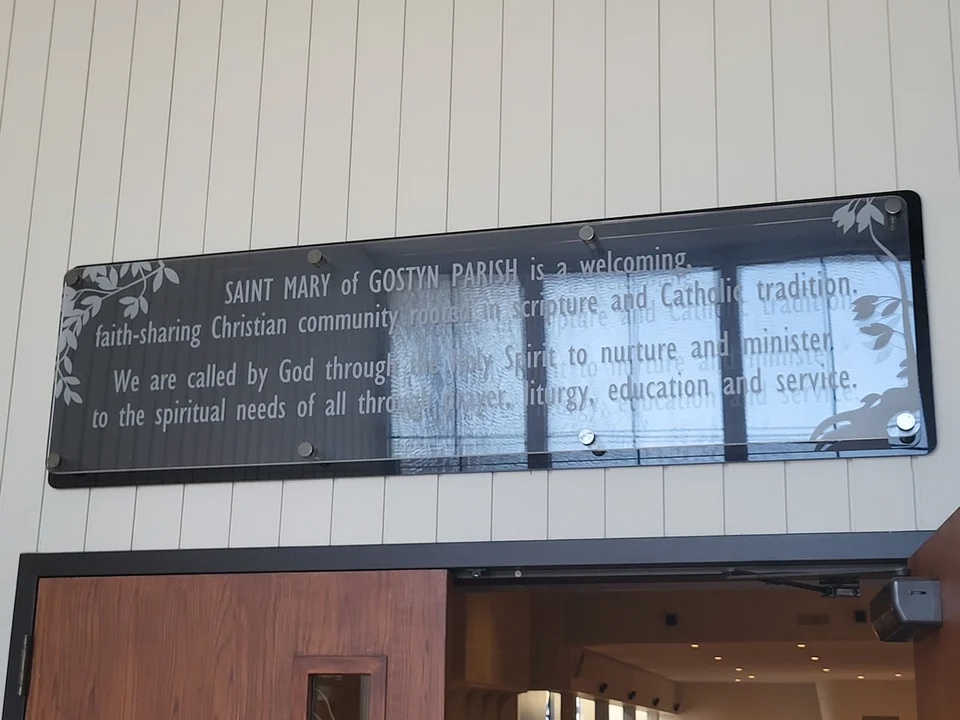 SAINT MARY of GOSTYN PARISH is a welcoming,
faith-sharing Christian community rooted in scripture and Catholic tradition.
We are called by God through the Holy Spirit to nurture and minister
to the spiritual needs of all through prayer, liturgy, education and service.